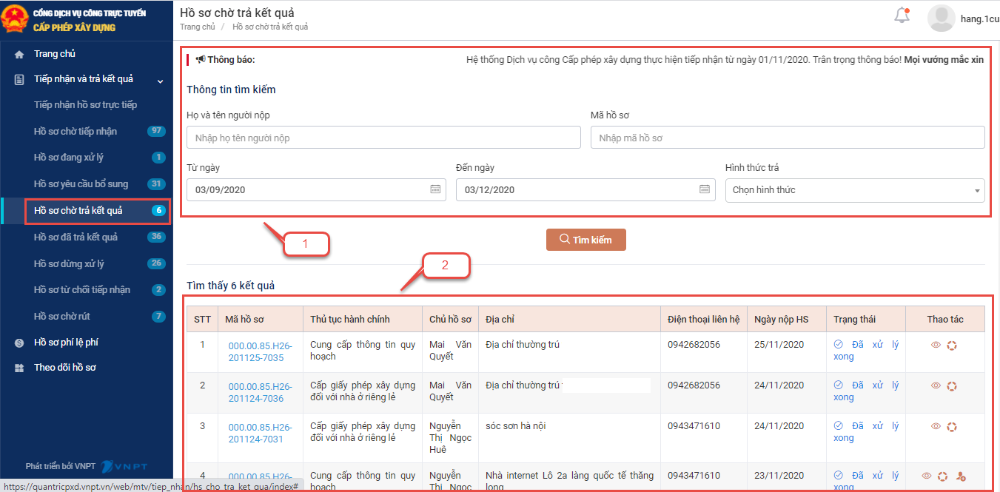 CỔNG DỊCH VỤ CÔNG TRỰC TUYẾN
CẤP PHÉP XÂY DỰNG
Trang chủ
Tiếp nhận và trả kết quả
Tiếp nhận hồ sơ trực tiếp
Hồ sơ chờ tiếp nhận 97
Hồ sơ đang xử lý 1
Hồ sơ yêu cầu bổ sung 31
Hồ sơ chờ trả kết quả 6
Hồ sơ đã trả kết quả 36
Hồ sơ dừng xử lý 26
Hồ sơ từ chối tiếp nhận 2
Hồ sơ chờ rút 7
Hồ sơ phí lệ phí
Theo dõi hồ sơ
Phát triển bởi VNPT VNPT
https://quantricpxd.vnpt.vn/web/mtv/tiep_nhan/hs_cho_tra_ket_qua/index#
Hồ sơ chờ trả kết quả
Trang chủ / Hồ sơ chờ trả kết quả
hang.1cu
Thông báo: Hệ thống Dịch vụ công Cấp phép xây dựng thực hiện tiếp nhận từ ngày 01/11/2020. Trân trọng thông báo! Mọi vướng mắc xin
Thông tin tìm kiếm
Họ và tên người nộp Mã hồ sơ
Nhập họ tên người nộp Nhập mã hồ sơ
Từ ngày Đến ngày Hình thức trả
03/09/2020 03/12/2020 Chọn hình thức
1
Tìm kiếm
2
Tìm thấy 6 kết quả
STT Mã hồ sơ Thủ tục hành chính Chủ hồ sơ Địa chỉ Điện thoại liên hệ Ngày nộp HS Trạng thái Thao tác
1 000.00.85.H26- Cung cấp thông tin quy Mai Văn Địa chỉ thường trú 0942682056 25/11/2020 Đã xử lý
201125-7035 hoạch Quyết xong
2 000.00.85.H26- Cấp giấy phép xây dựng Mai Văn Địa chỉ thường trú 0942682056 24/11/2020 Đã xử lý
201124-7036 đối với nhà ở riêng lẻ Quyết xong
3 000.00.85.H26- Cấp giấy phép xây dựng Nguyễn sóc sơn hà nội 0943471610 24/11/2020 Đã xử lý
201124-7031 đối với nhà ở riêng lẻ Thị Ngọc xong
Huê
4 000.00.85.H26- Cung cấp thông tin quy Nguyễn Nhà internet Lô 2a làng quốc tế thăng 0943471610 23/11/2020 Đã xử lý
hoạch Thị Ngọc long xong